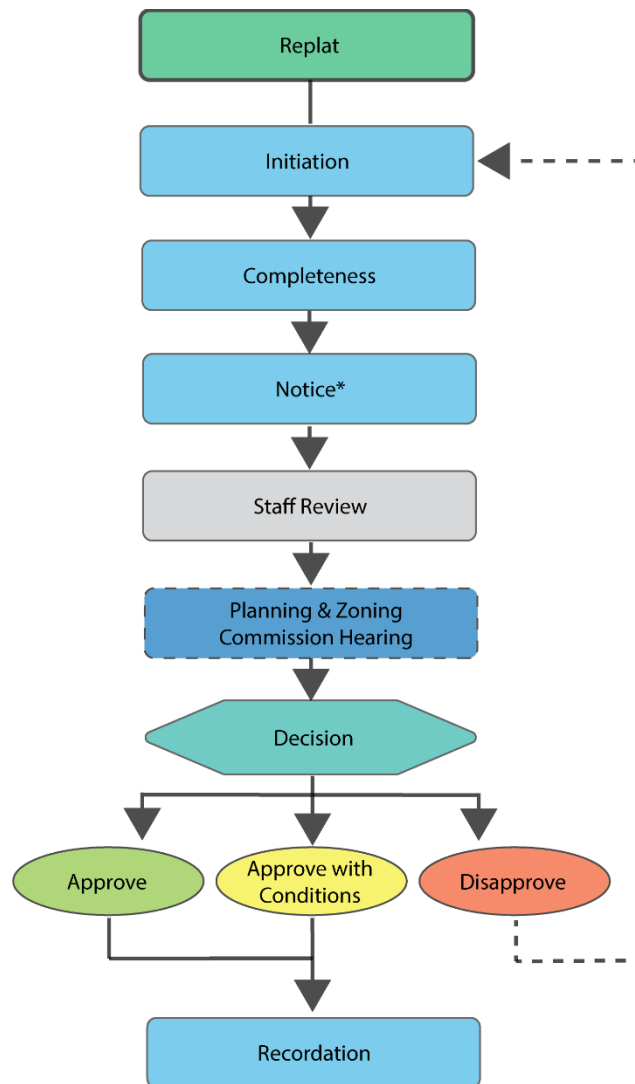 Replat
Initiation
Completeness
Notice*
Staff Review
Planning & Zoning
Commission Hearing
Decision
Approve
Approve with
Conditions
Disapprove
Recordation